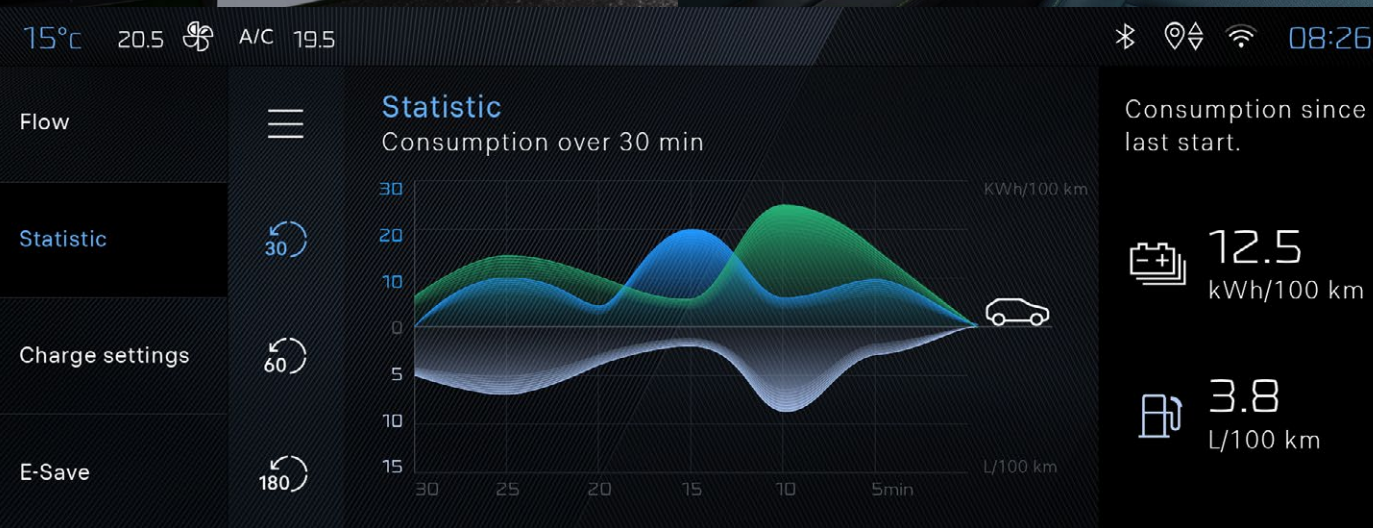 15°c 20.5 A/C 19.5 08:26
Flow
Statistic
Charge settings
E-Save
30
60
180
Statistic
Consumption over 30 min
KWh/100 km
30
20
10
0
5
10
15
L/100 km
30 25 20 15 10 5min
Consumption since
last start.
12.5
kWh/100 km
3.8
L/100 km